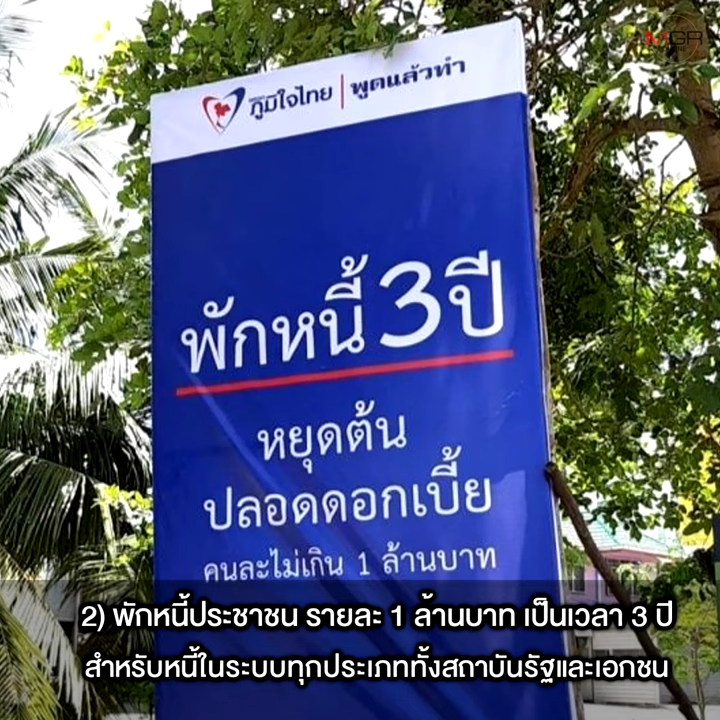 MGR
ภูมิใจไทย | พูดแล้วทำ
พักหนี้ 3 ปี
หยุดต้น
ปลอดดอกเบี้ย
คนละไม่เกิน 1 ล้านบาท
2) พักหนี้ประชาชน รายละ 1 ล้านบาท เป็นเวลา 3 ปี
สำหรับหนี้ในระบบทุกประเภททั้งสถาบันรัฐและเอกชน